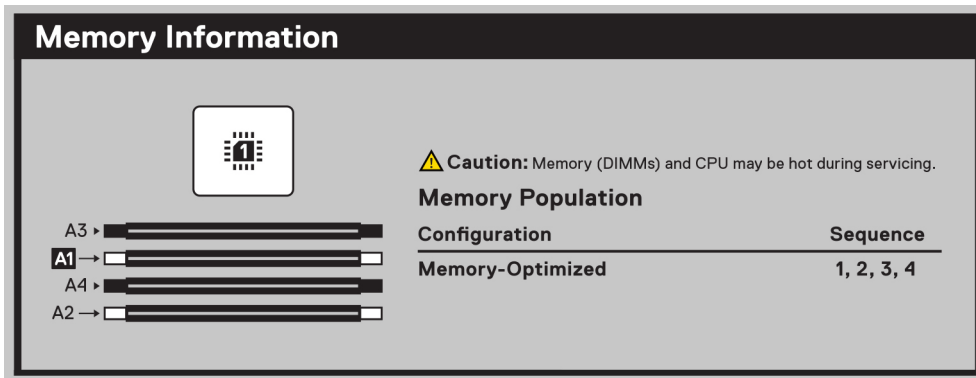 Memory Information
1
Caution: Memory (DIMMs) and CPU may be hot during servicing.
Memory Population
Configuration Sequence
Memory-Optimized 1, 2, 3, 4
A3
A1
A4
A2